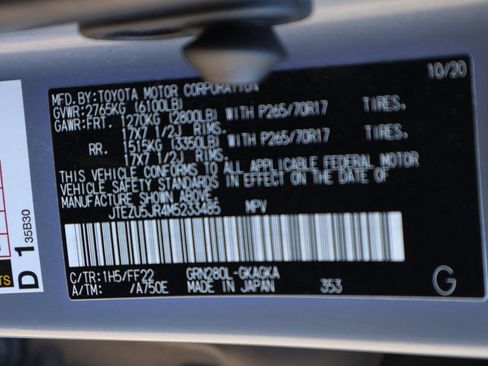 MFD. BY: TOYOTA MOTOR CORPORATION 10/20
GVWR: 2765KG (6100LB)
GAWR: FRT. 1270KG (2800LB) WITH P265/70R17 TIRES,
17X7 1/2J RIMS.
RR. 1515KG (3350LB) WITH P265/70R17 TIRES,
17X7 1/2J RIMS.
THIS VEHICLE CONFORMS TO ALL APPLICABLE FEDERAL MOTOR
VEHICLE SAFETY STANDARDS IN EFFECT ON THE DATE OF
MANUFACTURE SHOWN ABOVE.
JTEZU5JR4M5233465 MPV
C/TR: 1H5/FF22 GRN280L-GKAGKA
A/TM: /A750E MADE IN JAPAN 353 G
D 1 35B30